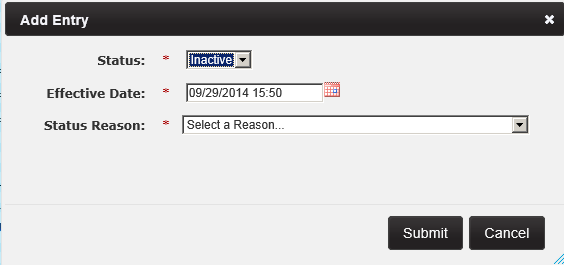 Add Entry
Status: * Inactive
Effective Date: * 09/29/2014 15:50
Status Reason: * Select a Reason...
Submit Cancel